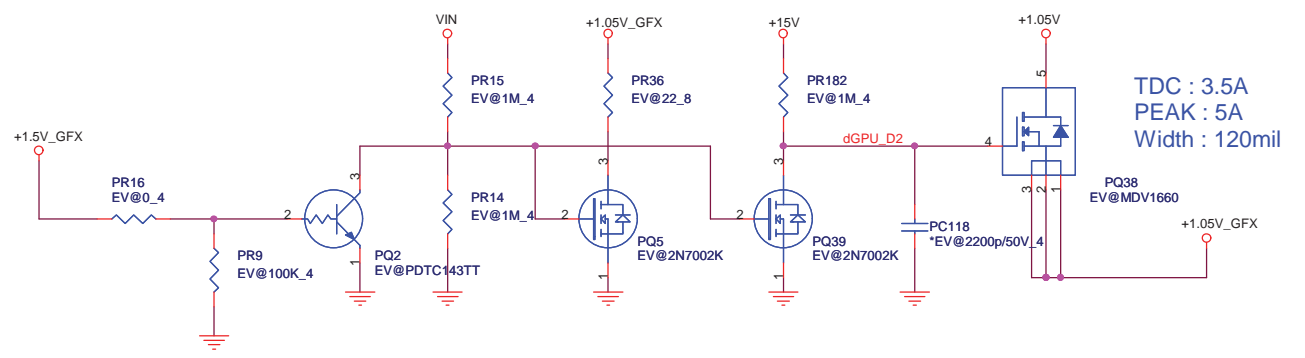 VIN
+1.05V_GFX
+15V
+1.05V
PR15
EV@1M_4
PR36
EV@22_8
PR182
EV@1M_4
5
TDC : 3.5A
PEAK : 5A
Width : 120mil
+1.5V_GFX
dGPU_D2
4
PR16
EV@0_4
3
3
3
PR14
EV@1M_4
2
2
2
PQ38
EV@MDV1660
3
2
1
PC118
*EV@2200p/50V_4
+1.05V_GFX
PR9
EV@100K_4
1
PQ2
EV@PDTC143TT
PQ5
EV@2N7002K
1
PQ39
EV@2N7002K
1